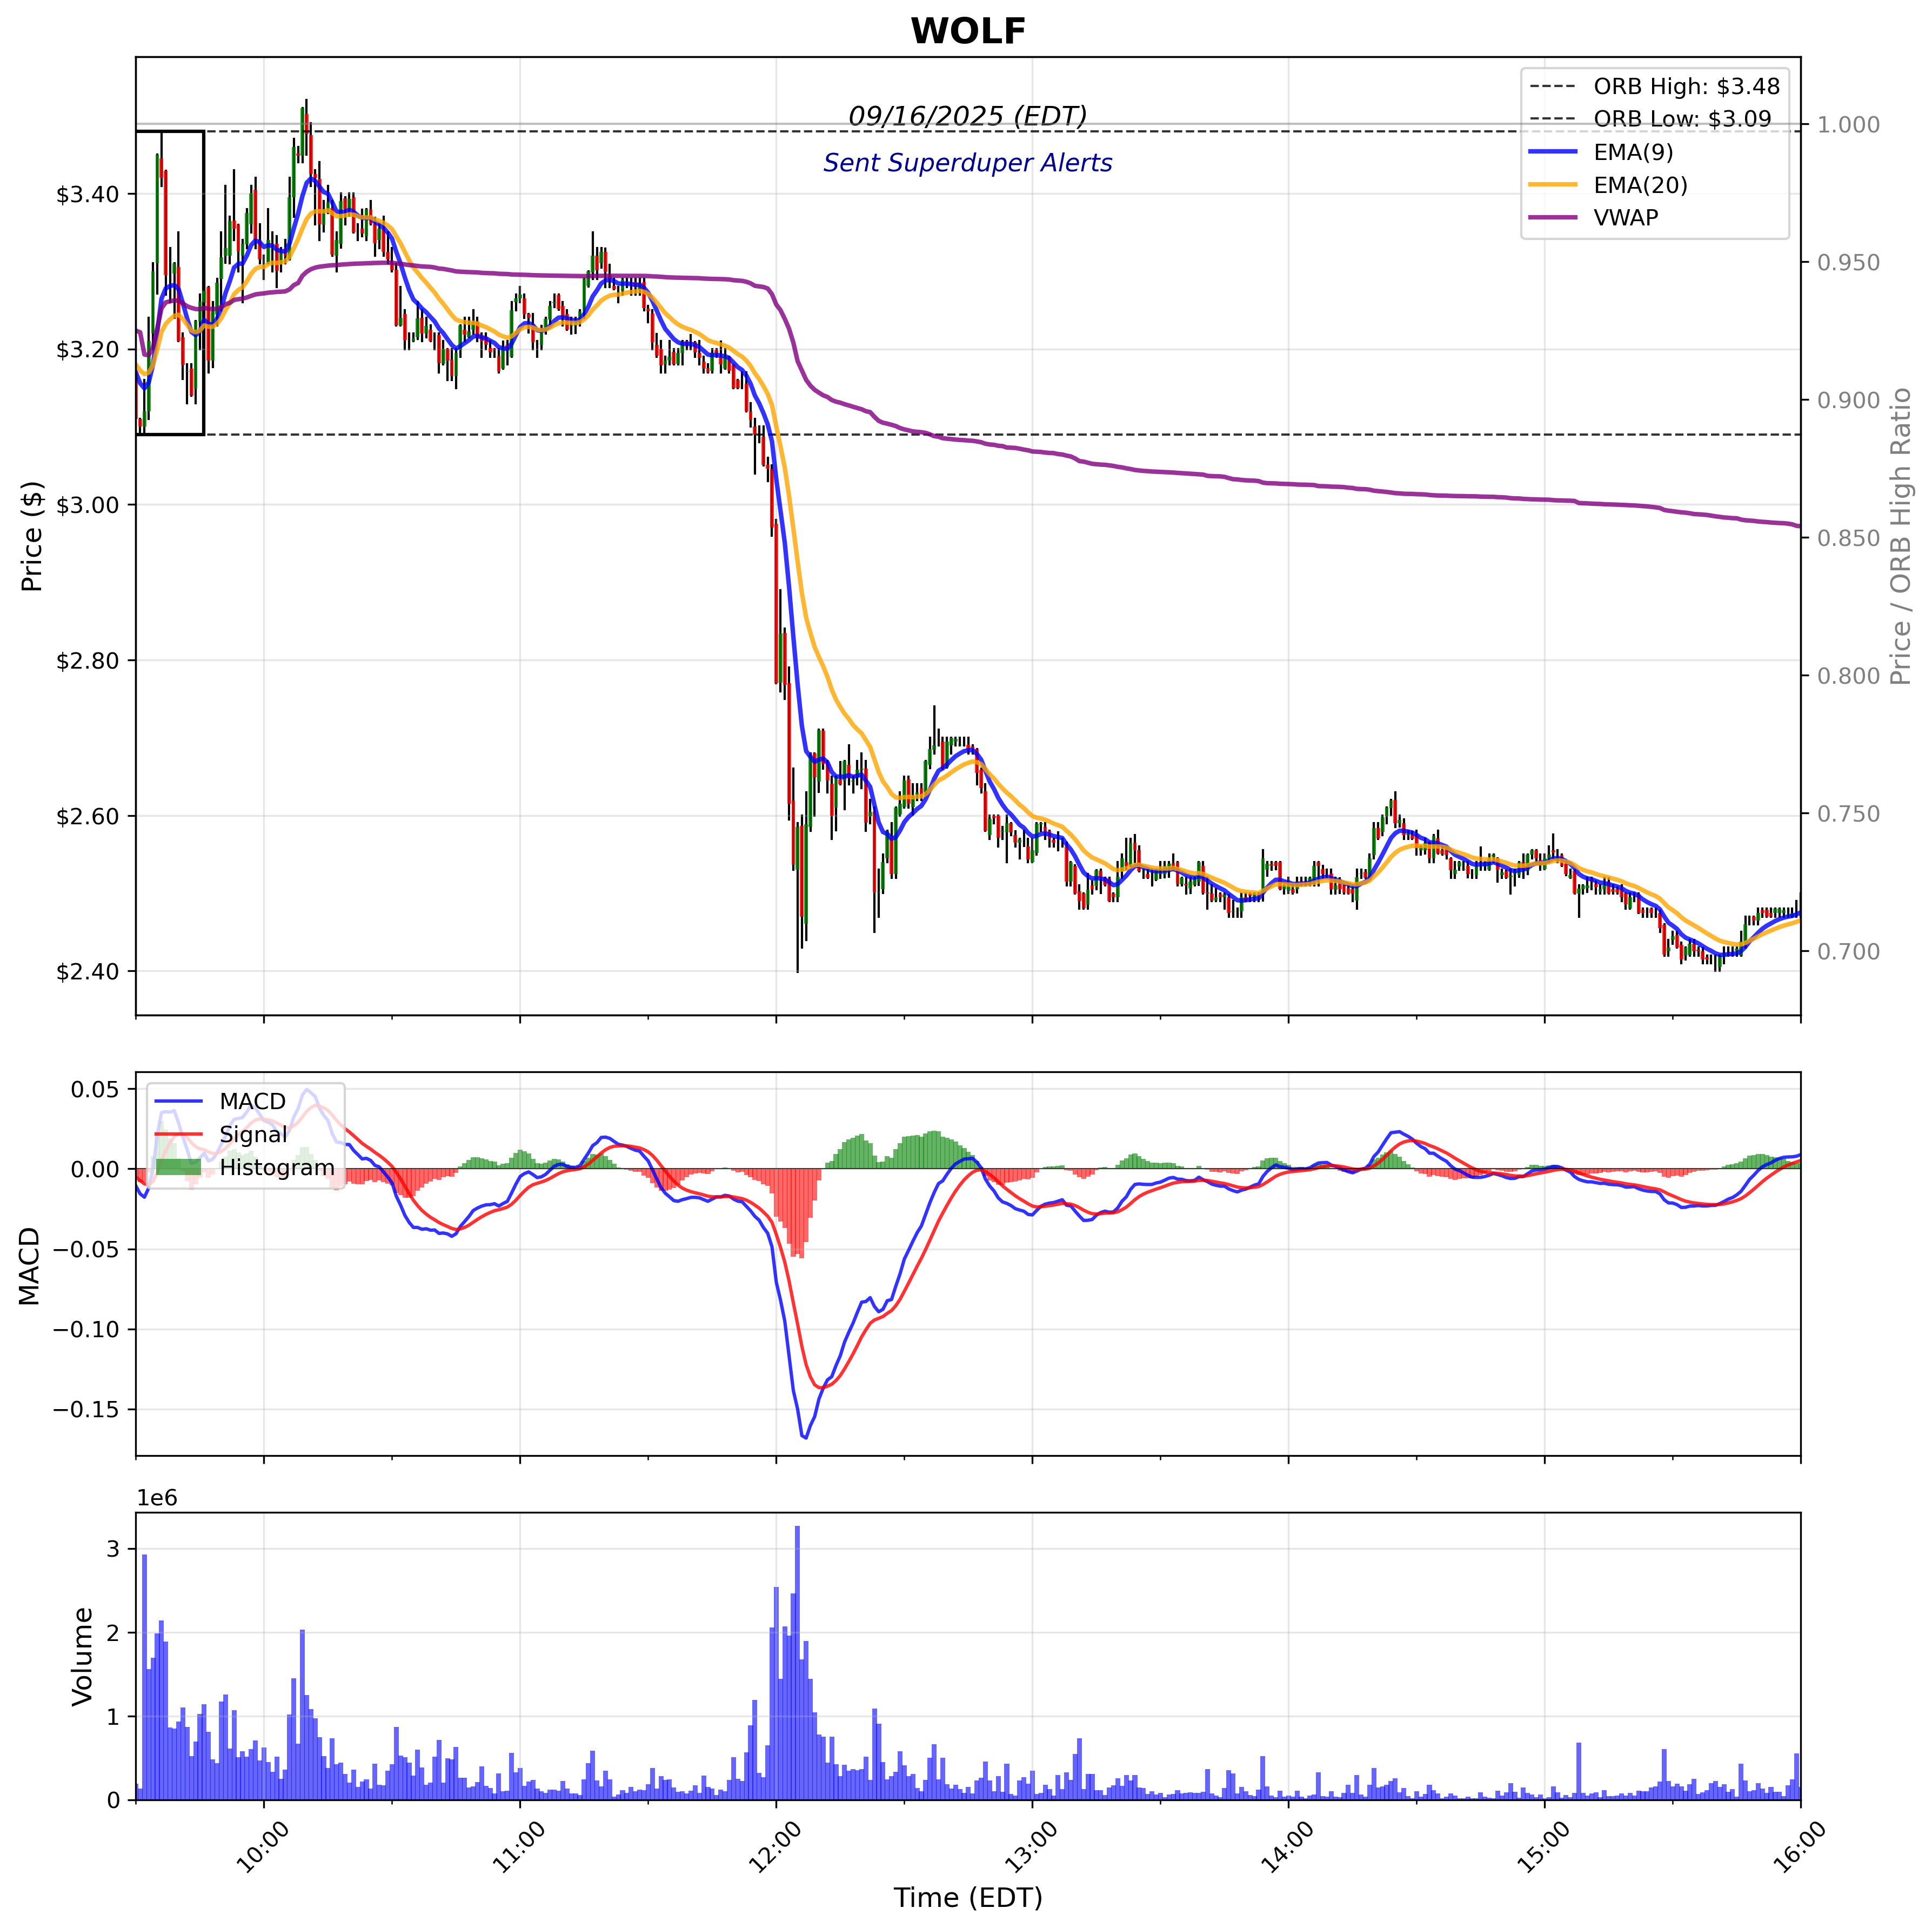 WOLF
09/16/2025 (EDT)
Sent Superduper Alerts
ORB High: $3.48
ORB Low: $3.09
EMA(9)
EMA(20)
VWAP
Price ($)
$3.40
$3.20
$3.00
$2.80
$2.60
$2.40
1.000
0.950
0.900
0.850
0.800
0.750
0.700
Price / ORB High Ratio
MACD
Signal
Histogram
MACD
0.05
0.00
−0.05
−0.10
−0.15
1e6
Volume
3
2
1
0
10:00
11:00
12:00
13:00
14:00
15:00
16:00
Time (EDT)